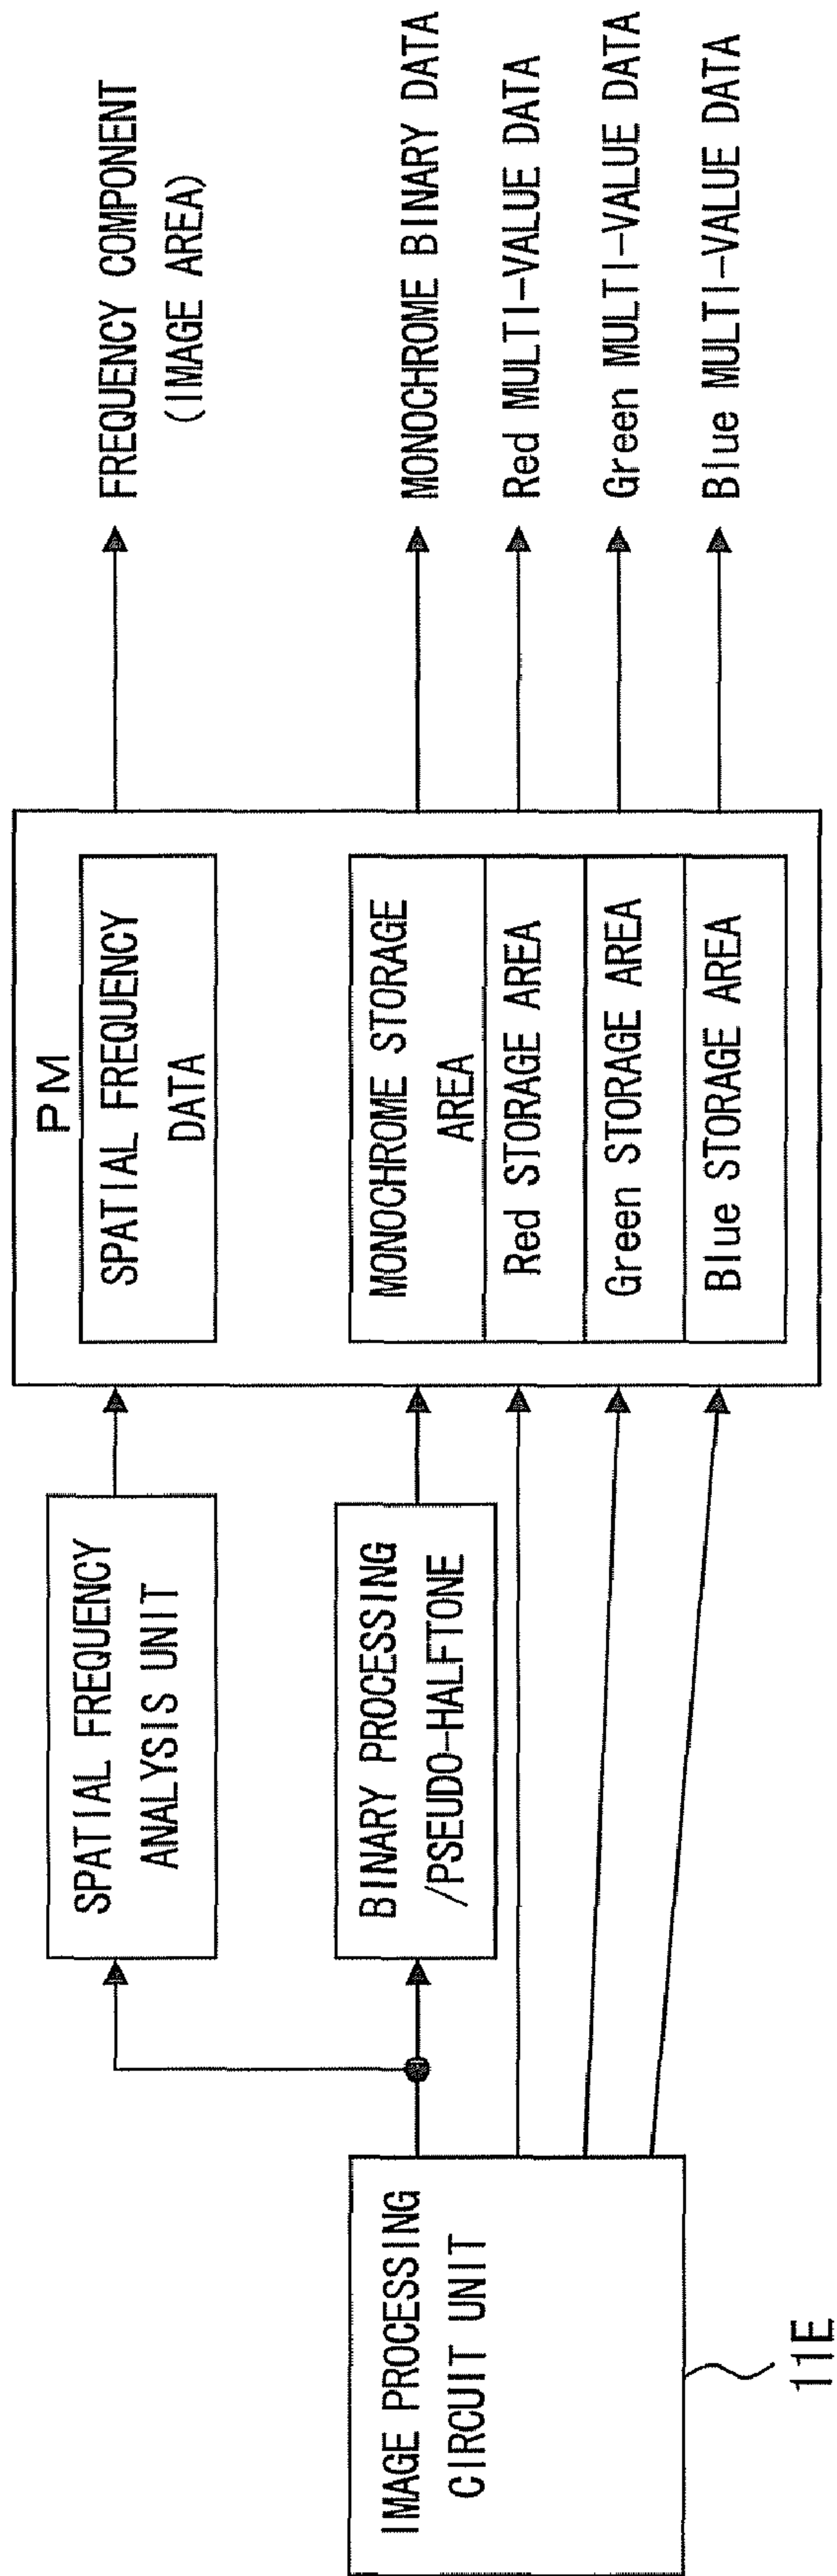 IMAGE PROCESSING
CIRCUIT UNIT
11E
SPATIAL FREQUENCY
ANALYSIS UNIT
BINARY PROCESSING
/PSEUDO-HALFTONE
PM
SPATIAL FREQUENCY
DATA
MONOCHROME STORAGE
AREA
Red STORAGE AREA
Green STORAGE AREA
Blue STORAGE AREA
FREQUENCY COMPONENT
(IMAGE AREA)
MONOCHROME BINARY DATA
Red MULTI-VALUE DATA
Green MULTI-VALUE DATA
Blue MULTI-VALUE DATA